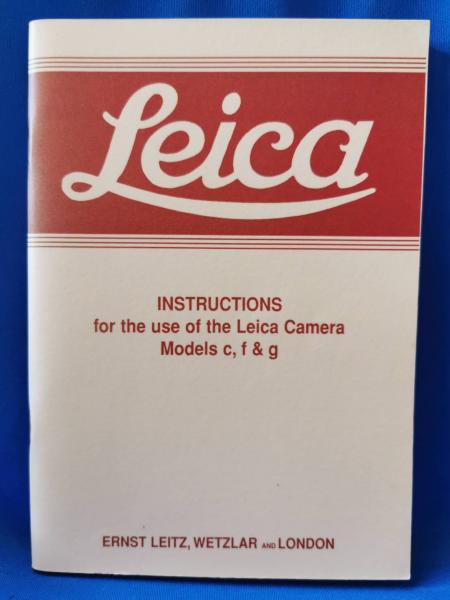 Leica
INSTRUCTIONS
for the use of the Leica Camera
Models c, f & g
ERNST LEITZ, WETZLAR AND LONDON